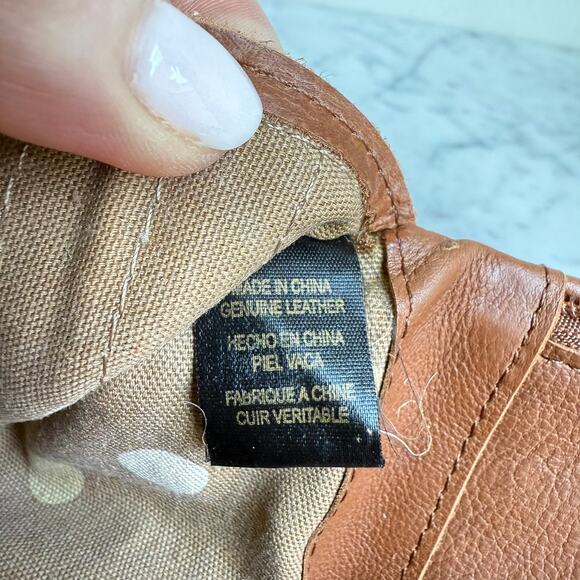 MADE IN CHINA
GENUINE LEATHER
HECHO EN CHINA
PIEL VACA
FABRIQUE A CHINE
CUIR VERITABLE